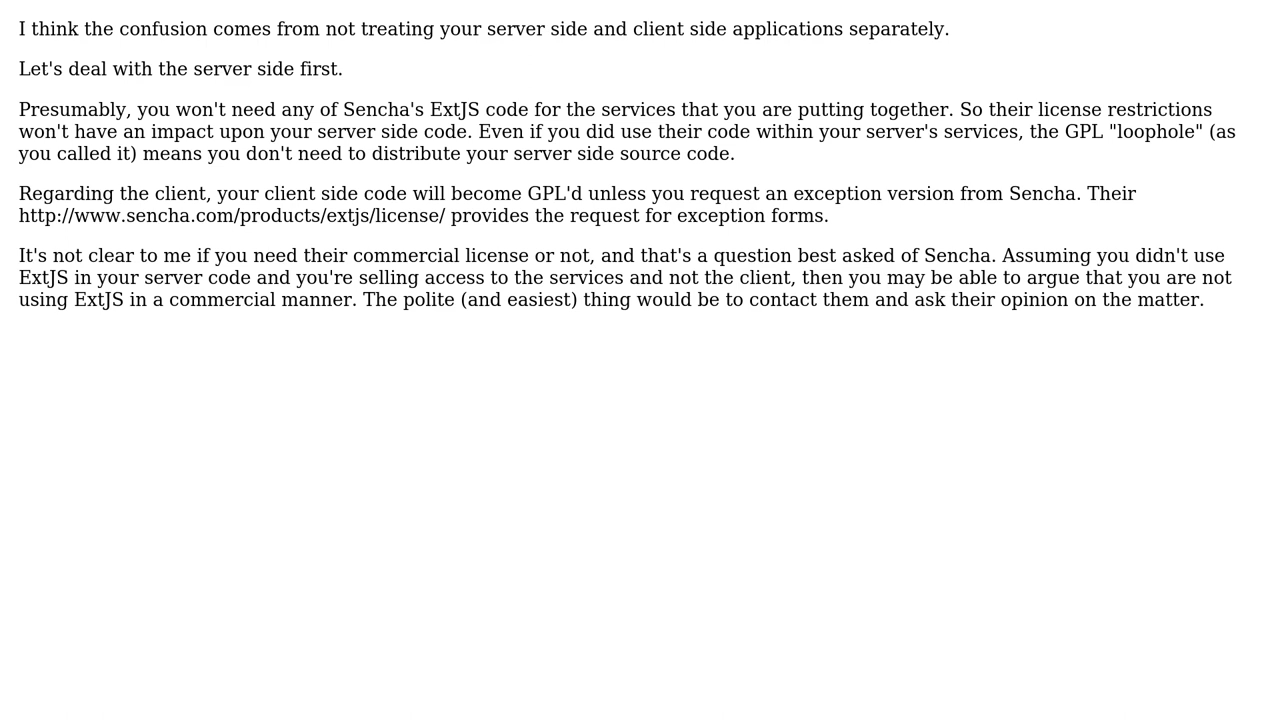 I think the confusion comes from not treating your server side and client side applications separately.
Let's deal with the server side first.
Presumably, you won't need any of Sencha's ExtJS code for the services that you are putting together. So their license restrictions
won't have an impact upon your server side code. Even if you did use their code within your server's services, the GPL "loophole" (as
you called it) means you don't need to distribute your server side source code.
Regarding the client, your client side code will become GPL'd unless you request an exception version from Sencha. Their
http://www.sencha.com/products/extjs/license/ provides the request for exception forms.
It's not clear to me if you need their commercial license or not, and that's a question best asked of Sencha. Assuming you didn't use
ExtJS in your server code and you're selling access to the services and not the client, then you may be able to argue that you are not
using ExtJS in a commercial manner. The polite (and easiest) thing would be to contact them and ask their opinion on the matter.